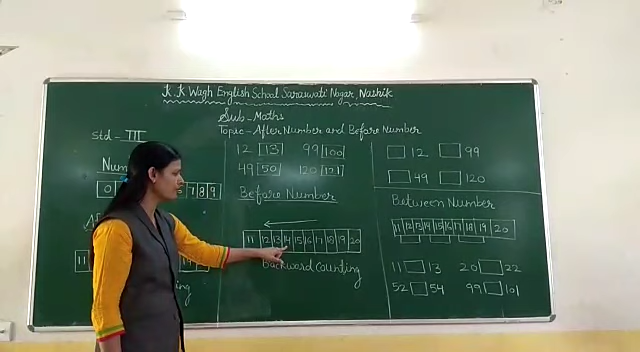 K.K Wagh English School Saraswati Nagar, Nashik
Sub - Maths
Topic - After Number and Before Number
Std - III
Num
0 7 8 9
11
12 13 99 100
49 50 120 121
Before Number
11 12 13 14 15 16 17 18 19 20
Backward Counting
12 99
49 120
Between Number
11 12 13 14 15 16 17 18 19 20
11 13 20 22
52 54 99 101